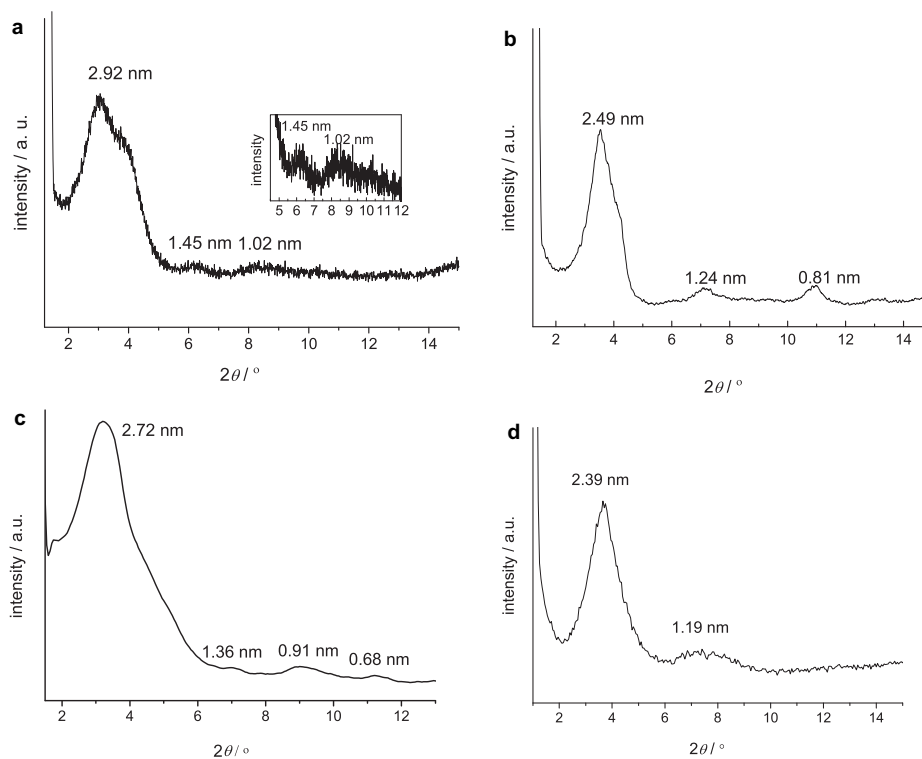 a
2.92 nm
1.45 nm 1.02 nm
intensity / a. u.
2 4 6 8 10 12 14
2θ / °
1.45 nm
1.02 nm
intensity
5 6 7 8 9 10 11 12
b
2.49 nm
1.24 nm
0.81 nm
intensity / a.u.
2 4 6 8 10 12 14
2θ / °
c
2.72 nm
1.36 nm
0.91 nm
0.68 nm
intensity / a.u.
2 4 6 8 10 12
2θ / °
d
2.39 nm
1.19 nm
intensity / a.u.
2 4 6 8 10 12 14
2θ / °